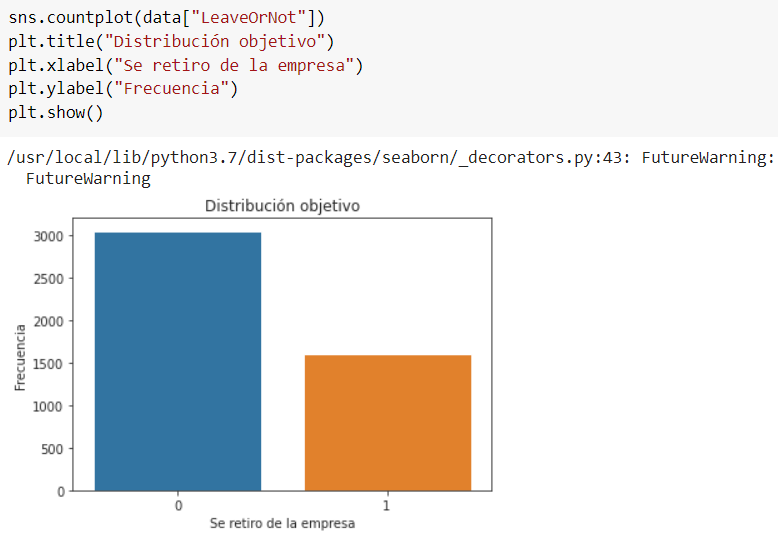 sns.countplot(data["LeaveOrNot"])
plt.title("Distribución objetivo")
plt.xlabel("Se retiro de la empresa")
plt.ylabel("Frecuencia")
plt.show()
/usr/local/lib/python3.7/dist-packages/seaborn/_decorators.py:43: FutureWarning:
FutureWarning
Distribución objetivo
3000
2500
2000
1500
1000
500
0
Frecuencia
0 1
Se retiro de la empresa